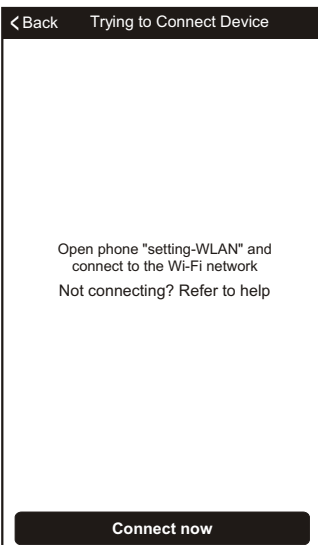 Back Trying to Connect Device
Open phone "setting-WLAN" and
connect to the Wi-Fi network
Not connecting? Refer to help
Connect now